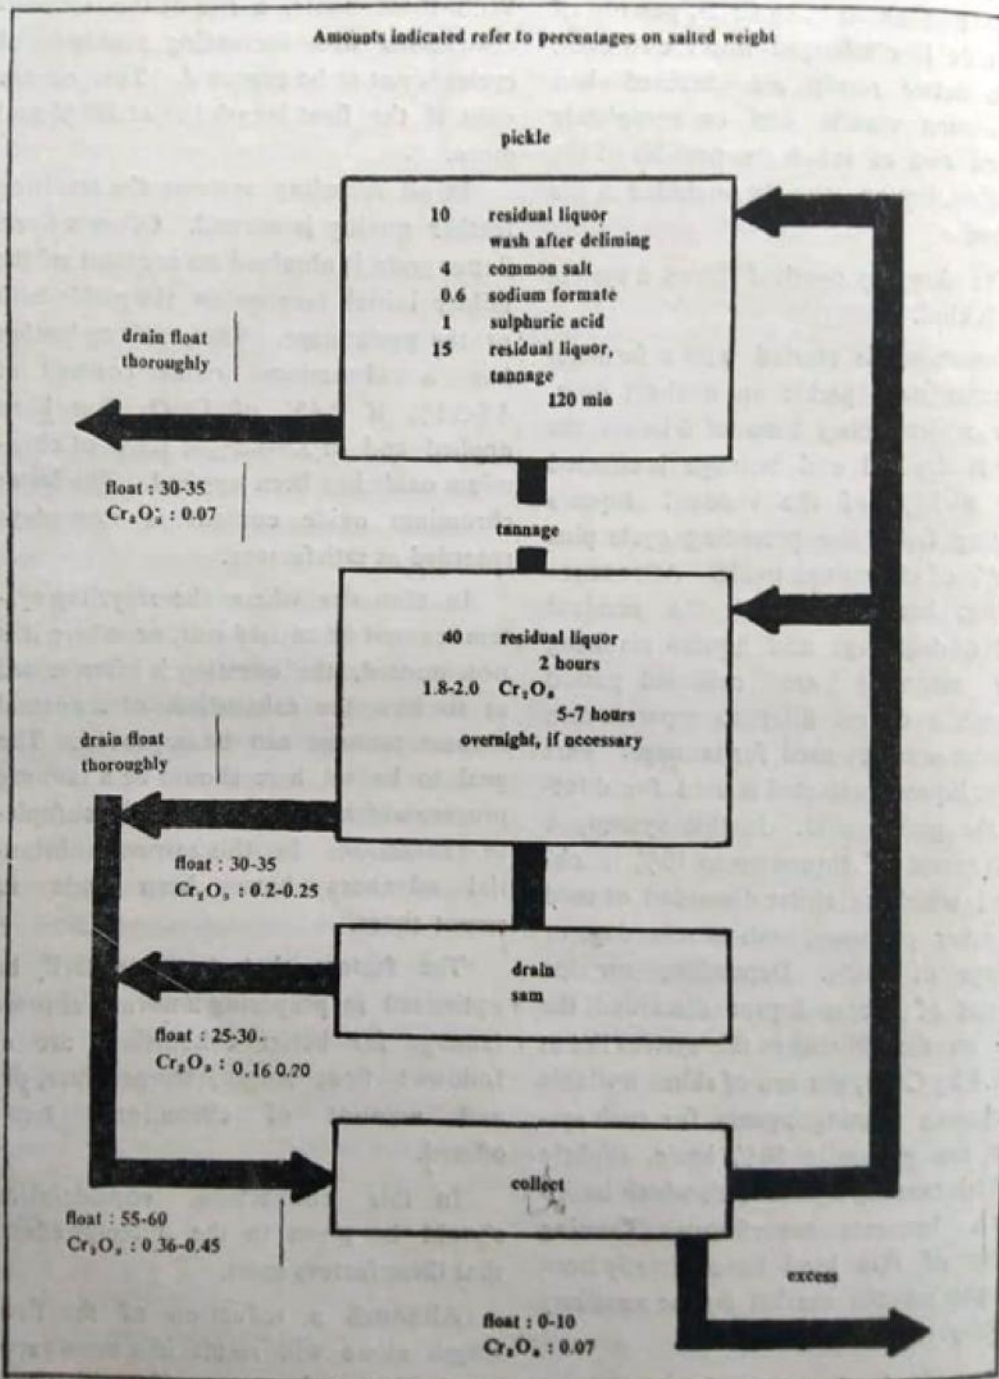 Amounts indicated refer to percentages on salted weight
pickle
10 residual liquor
wash after deliming
4 common salt
0.6 sodium formate
1 sulphuric acid
15 residual liquor,
tannage
120 min
drain float
thoroughly
float : 30-35
Cr₂O₃ : 0.07
tannage
40 residual liquor
2 hours
1.8-2.0 Cr₂O₃
5-7 hours
overnight, if necessary
drain float
thoroughly
float : 30-35
Cr₂O₃ : 0.2-0.25
drain
sam
float : 25-30
Cr₂O₃ : 0.16 0.20
collect
float : 55-60
Cr₂O₃ : 0 36-0.45
excess
float : 0-10
Cr₂O₃ : 0.07